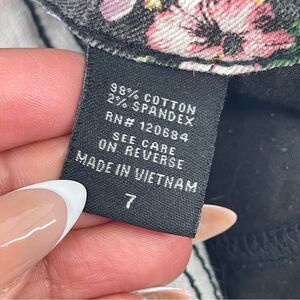 98% COTTON
2% SPANDEX
RN# 120684
SEE CARE
ON REVERSE
MADE IN VIETNAM
7